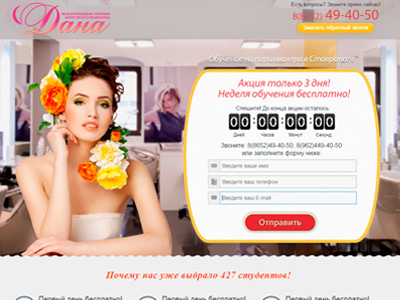 МЕЖДУНАРОДНЫЙ УЧЕБНЫЙ
Дана
Есть вопросы? Звоните прямо сейчас!
8(8652) 49-40-50
Заказать обратный звонок
Обучение на парикмахера в Ставрополе
Акция только 3 дня!
Неделя обучения бесплатно!
Спешите! До конца акции осталось:
00:00:00:00
Дней Часов Минут Секунд
Звоните: 8(8652)49-40-50; 8(962)449-40-50
или заполните форму ниже:
Введите ваше имя
Введите ваш телефон
Введите ваш E-mail
Отправить
Почему нас уже выбрало 427 студентов!
Первый день бесплатно! Первый день бесплатно! Первый день бесплатно!